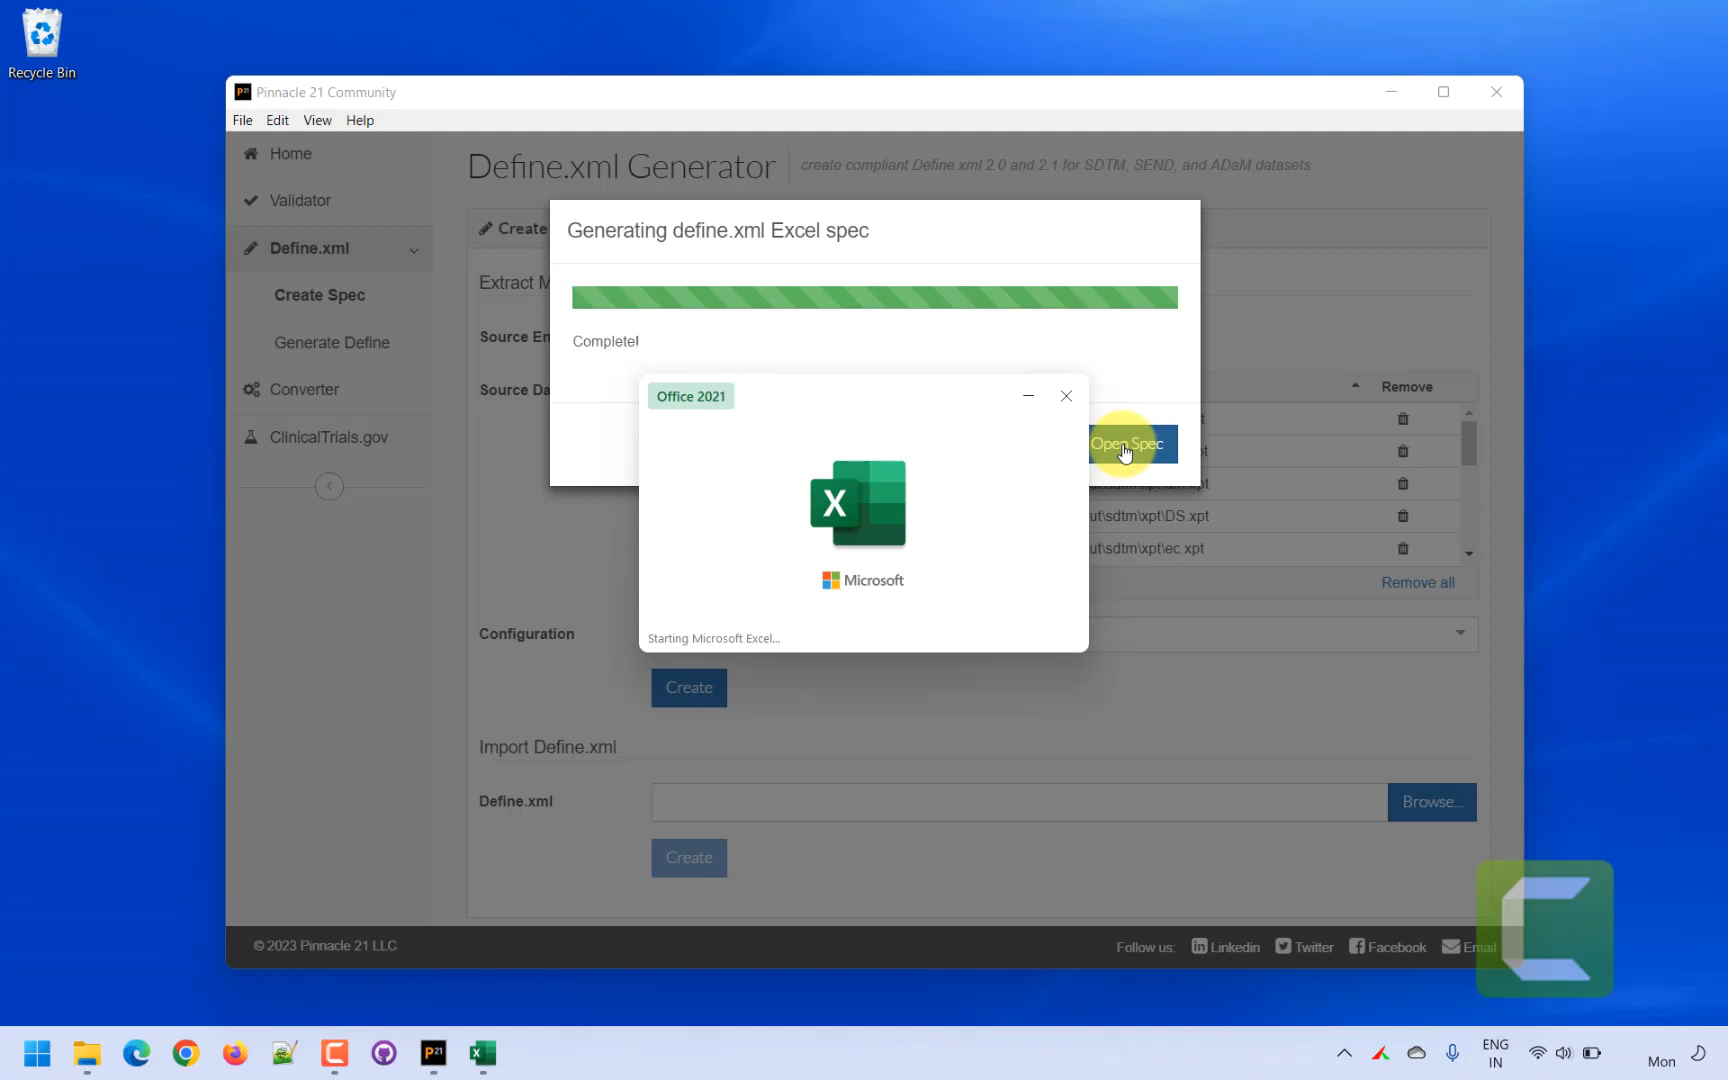 Recycle Bin
P21 Pinnacle 21 Community
File Edit View Help
Home
Validator
Define.xml
Create Spec
Generate Define
Converter
ClinicalTrials.gov
Define.xml Generator
create compliant Define.xml 2.0 and 2.1 for SDTM, SEND, and ADaM datasets
Create
Extract M
Source En
Source Da
Generating define.xml Excel spec
Complete!
Open Spec
Office 2021
X
Microsoft
Starting Microsoft Excel...
Remove
ut\sdtm\xpt\DS.xpt
ut\sdtm\xpt\ec.xpt
Remove all
Configuration
Create
Import Define.xml
Define.xml
Browse...
Create
© 2023 Pinnacle 21 LLC
Follow us: Linkedin Twitter Facebook Email
P21
X
ENG
IN
Mon